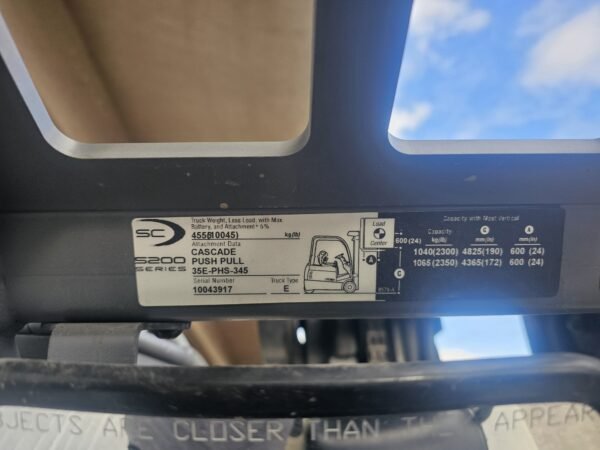 SC
5200
SERIES
Truck Weight, Less Load, with Max.
Battery, and Attachment ± 5%
4556(10045) kg(lb)
Attachment Data
CASCADE
PUSH PULL
35E-PHS-345
Serial Number
10043917
Truck Type
E
Load
Center
600 (24)
A
C
Capacity with Mast Vertical
Capacity
kg(lb) mm(in) mm(in)
1040(2300) 4825(190) 600 (24)
1065(2350) 4365(172) 600 (24)
OBJECTS ARE CLOSER THAN THEY APPEAR